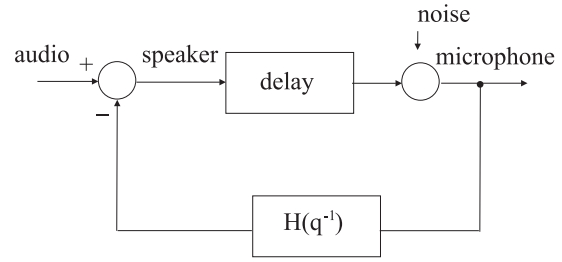 noise
audio
+
speaker
microphone
delay
−
H(q⁻¹)